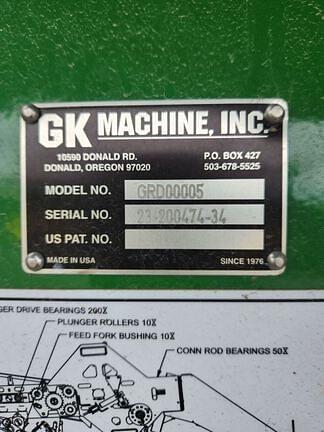 GK MACHINE, INC.
10590 DONALD RD. P.O. BOX 427
DONALD, OREGON 97020 503-678-5525
MODEL NO. GRD00005
SERIAL NO. 23-200474-34
US PAT. NO.
MADE IN USA SINCE 1976
GER DRIVE BEARINGS 200X
PLUNGER ROLLERS 10X
FEED FORK BUSHING 10X
CONN ROD BEARINGS 50X